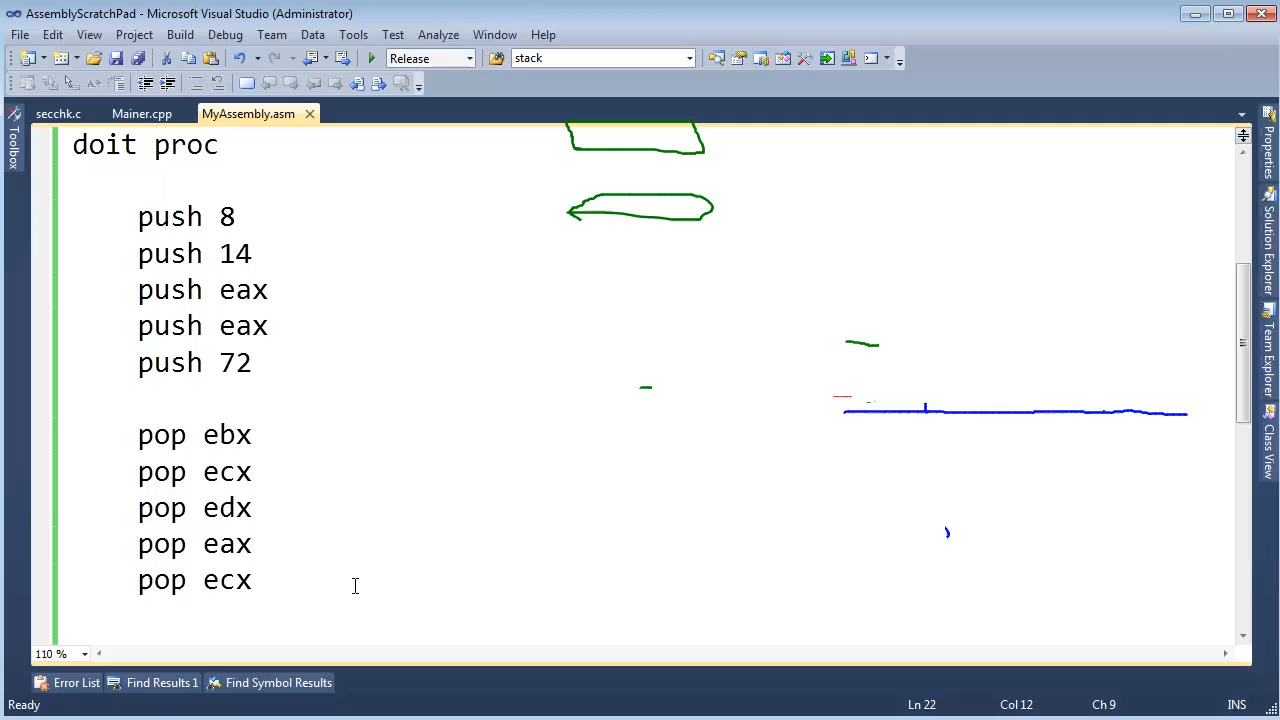 AssemblyScratchPad - Microsoft Visual Studio (Administrator)
File Edit View Project Build Debug Team Data Tools Test Analyze Window Help
Release stack
secchk.c Mainer.cpp MyAssembly.asm
Toolbox
Properties
Solution Explorer
Team Explorer
Class View
doit proc
push 8
push 14
push eax
push eax
push 72
pop ebx
pop ecx
pop edx
pop eax
pop ecx
110 %
Error List Find Results 1 Find Symbol Results
Ready Ln 22 Col 12 Ch 9 INS